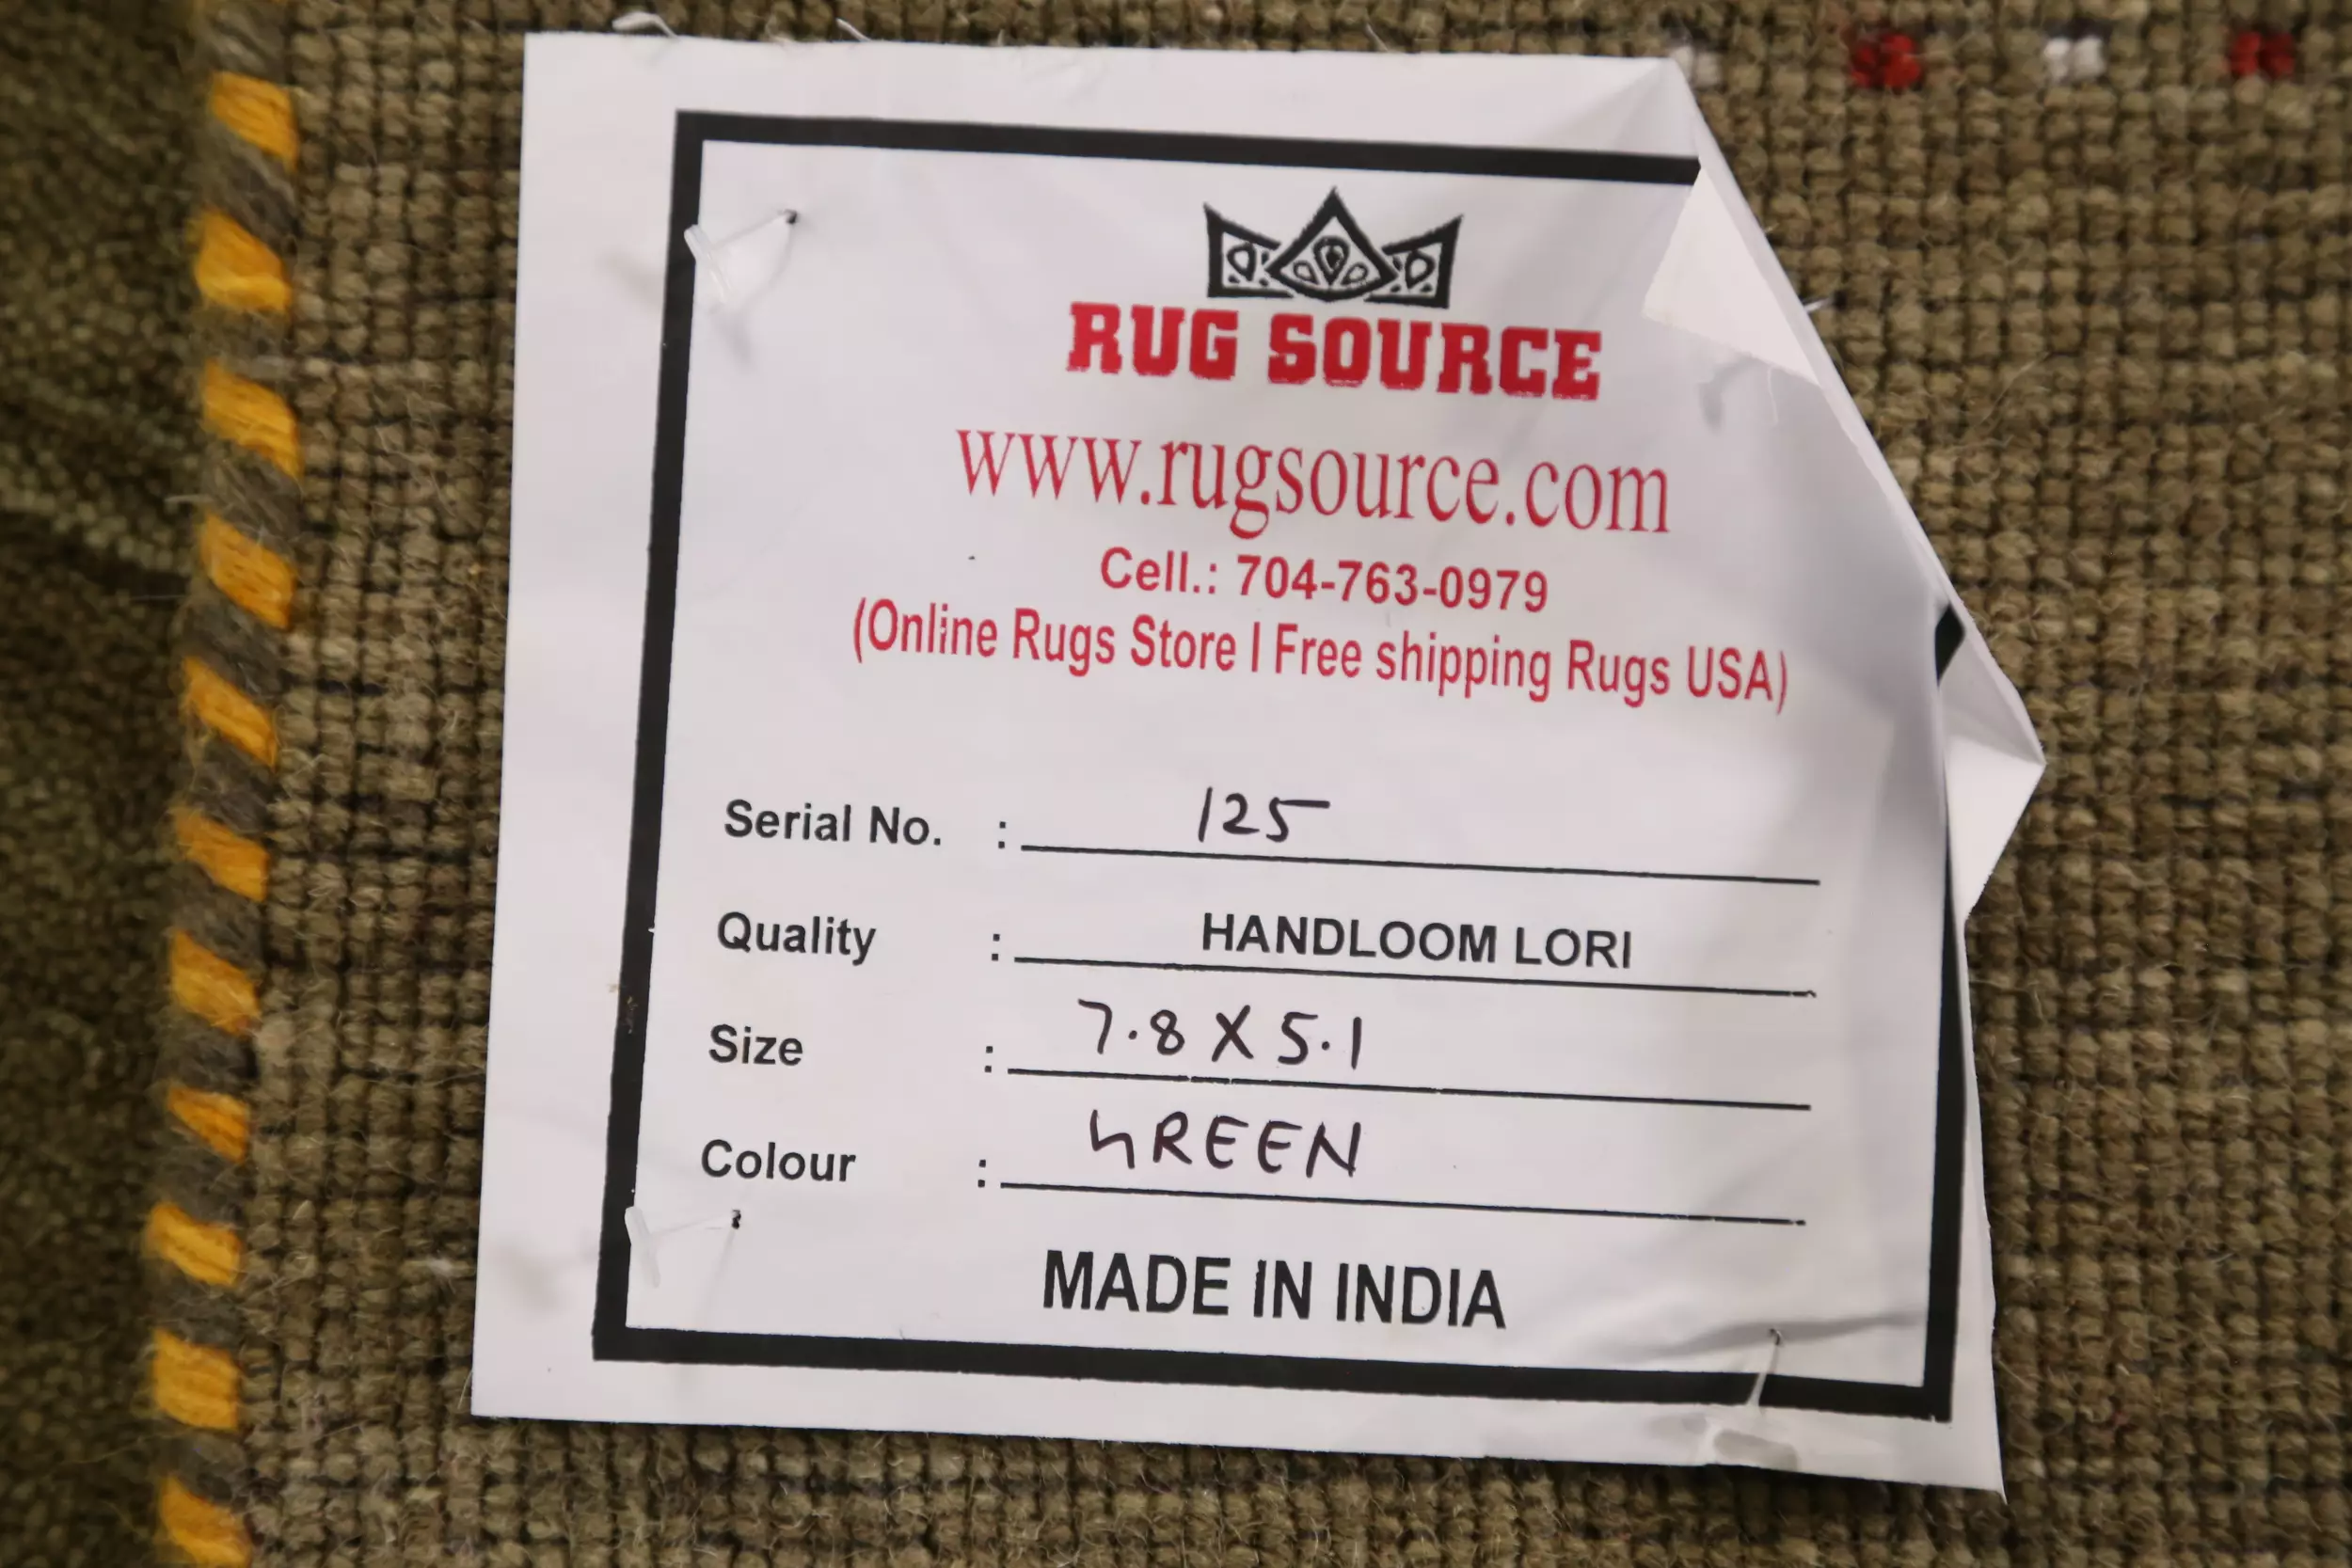 RUG SOURCE
www.rugsource.com
Cell.: 704-763-0979
(Online Rugs Store I Free shipping Rugs USA)
Serial No. : 125
Quality : HANDLOOM LORI
Size : 7.8 X 5.1
Colour : GREEN
MADE IN INDIA